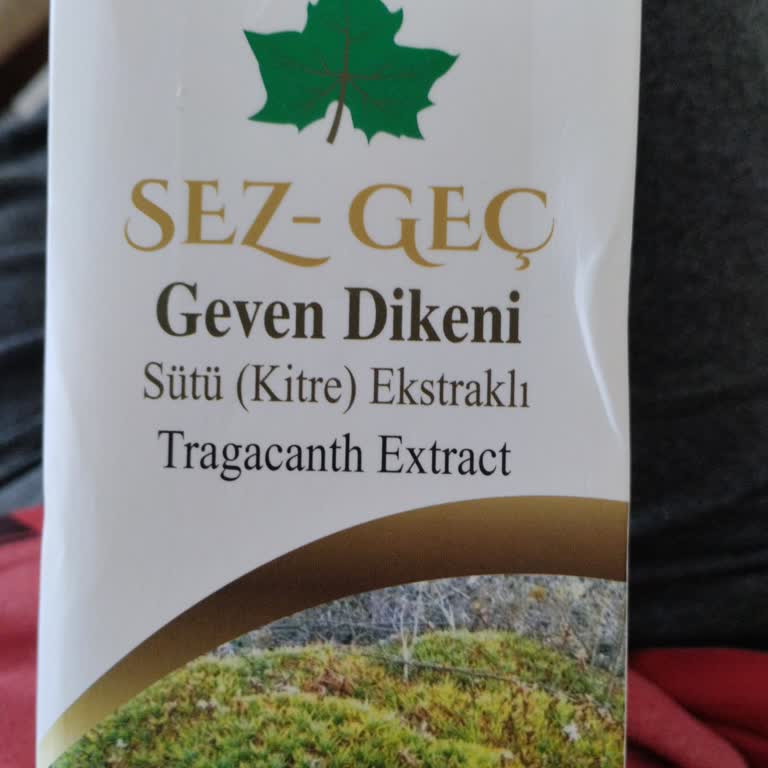 SEZ- GEÇ
Geven Dikeni
Sütü (Kitre) Ekstraklı
Tragacanth Extract